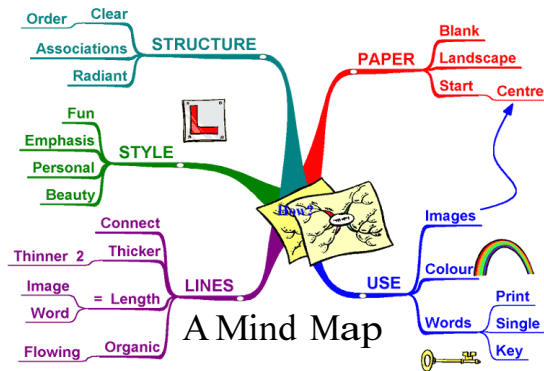 Order
Clear
Associations
Radiant
STRUCTURE
PAPER
Blank
Landscape
Start
Centre
L
Fun
Emphasis
Personal
Beauty
STYLE
How?
Images
Colour
Words
Print
Single
Key
USE
Connect
Thinner 2 Thicker
Image
Word
= Length
Flowing Organic
LINES
A Mind Map